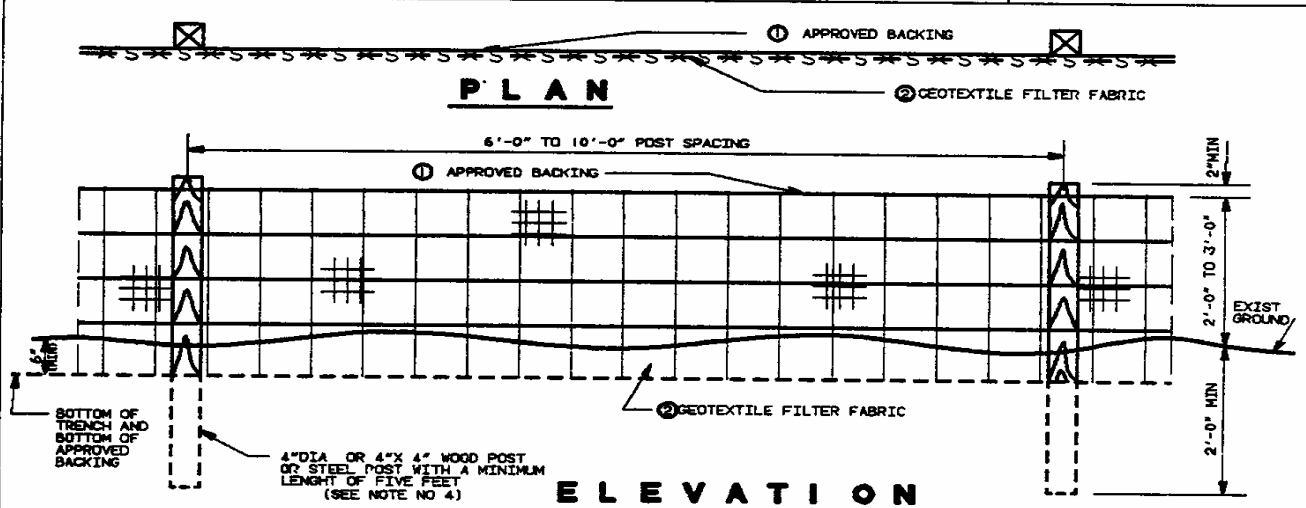 ① APPROVED BACKING
PLAN
② GEOTEXTILE FILTER FABRIC
6'-0" TO 10'-0" POST SPACING
2"MIN
① APPROVED BACKING
2'-0" TO 3'-0"
EXIST
GROUND
6"
(MIN)
2'-0" MIN
② GEOTEXTILE FILTER FABRIC
BOTTOM OF
TRENCH AND
BOTTOM OF
APPROVED
BACKING
4"DIA OR 4"X 4" WOOD POST
OR STEEL POST WITH A MINIMUM
LENGHT OF FIVE FEET
(SEE NOTE NO 4)
ELEVATION